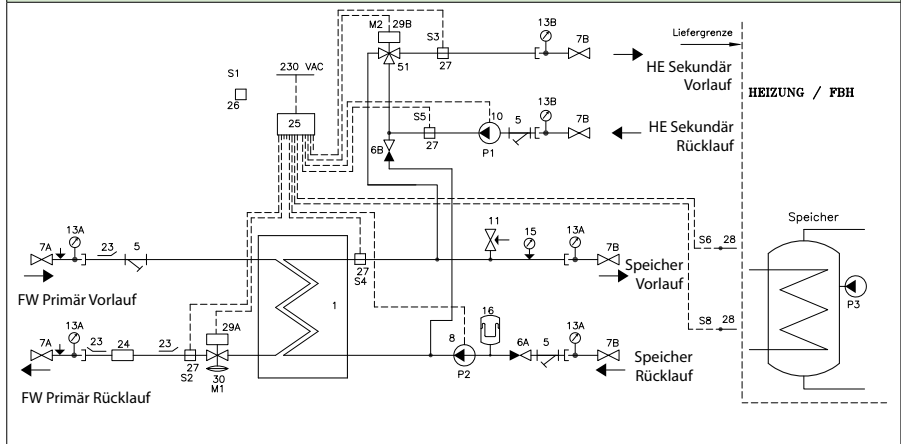 M2 29B
S3
13B
7B
Liefergrenze
230 VAC
S1
26
51
27
HE Sekundär
Vorlauf
HEIZUNG / FBH
25
13B
10
5
7B
S5
27
P1
HE Sekundär
Rücklauf
6B
Speicher
11
15
13A
7B
S6 28
7A
13A
23
5
27
S4
Speicher
Vorlauf
FW Primär Vorlauf
1
P3
16
S8 28
13A
7A
23
24
23
29A
8
6A
5
13A
7B
27
S2
30
M1
P2
Speicher
Rücklauf
FW Primär Rücklauf